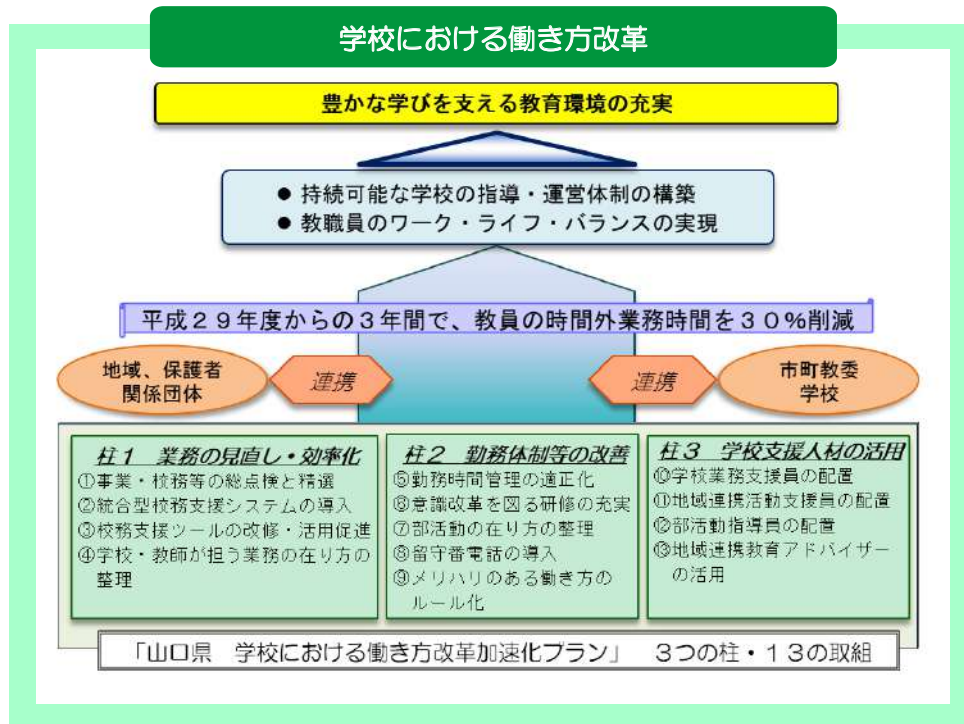 学校における働き方改革
豊かな学びを支える教育環境の充実
● 持続可能な学校の指導・運営体制の構築
● 教職員のワーク・ライフ・バランスの実現
平成２９年度からの３年間で、教員の時間外業務時間を３０％削減
地域、保護者
関係団体
連携
連携
市町教委
学校
柱１　業務の見直し・効率化
①事業・校務等の総点検と精選
②統合型校務支援システムの導入
③校務支援ツールの改修・活用促進
④学校・教師が担う業務の在り方の
整理
柱２　勤務体制等の改善
⑤勤務時間管理の適正化
⑥意識改革を図る研修の充実
⑦部活動の在り方の整理
⑧留守番電話の導入
⑨メリハリのある働き方の
ルール化
柱３　学校支援人材の活用
⑩学校業務支援員の配置
⑪地域連携活動支援員の配置
⑫部活動指導員の配置
⑬地域連携教育アドバイザー
の活用
「山口県　学校における働き方改革加速化プラン」　３つの柱・１３の取組